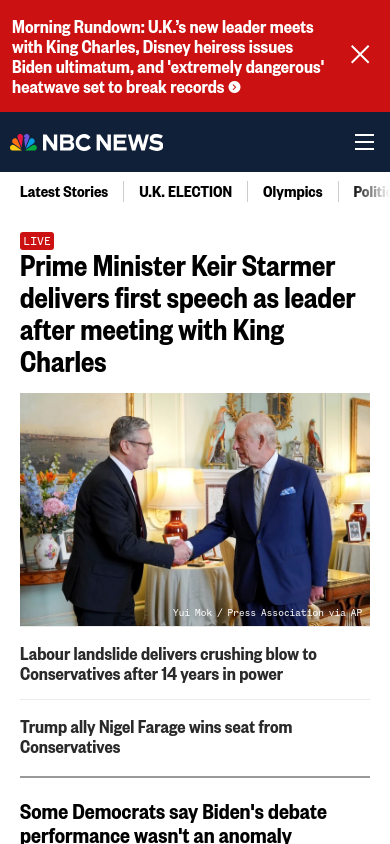 Morning Rundown: U.K.’s new leader meets
with King Charles, Disney heiress issues
Biden ultimatum, and 'extremely dangerous'
heatwave set to break records
NBC NEWS
Latest Stories
U.K. ELECTION
Olympics
Politic
LIVE
Prime Minister Keir Starmer
delivers first speech as leader
after meeting with King
Charles
Yui Mok / Press Association via AP
Labour landslide delivers crushing blow to
Conservatives after 14 years in power
Trump ally Nigel Farage wins seat from
Conservatives
Some Democrats say Biden's debate
performance wasn't an anomaly